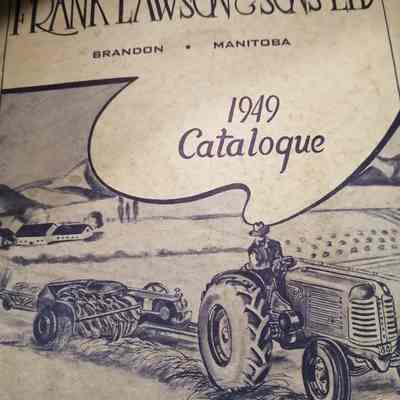 FRANK LAWSON & SONS LTD
BRANDON • MANITOBA
1949
Catalogue